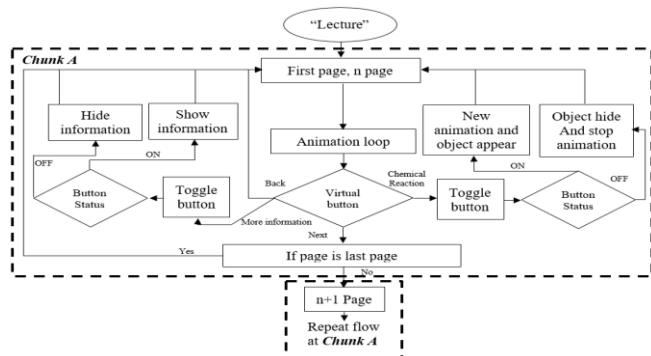 “Lecture”
Chunk A
First page, n page
Hide
information
Show
information
New
animation and
object appear
Object hide
And stop
animation
Animation loop
OFF
ON
ON
OFF
Button
Status
Toggle
button
Back
Virtual
button
Chemical
Reaction
Toggle
button
Button
Status
More information
Next
Yes
If page is last page
No
n+1 Page
Repeat flow
at Chunk A